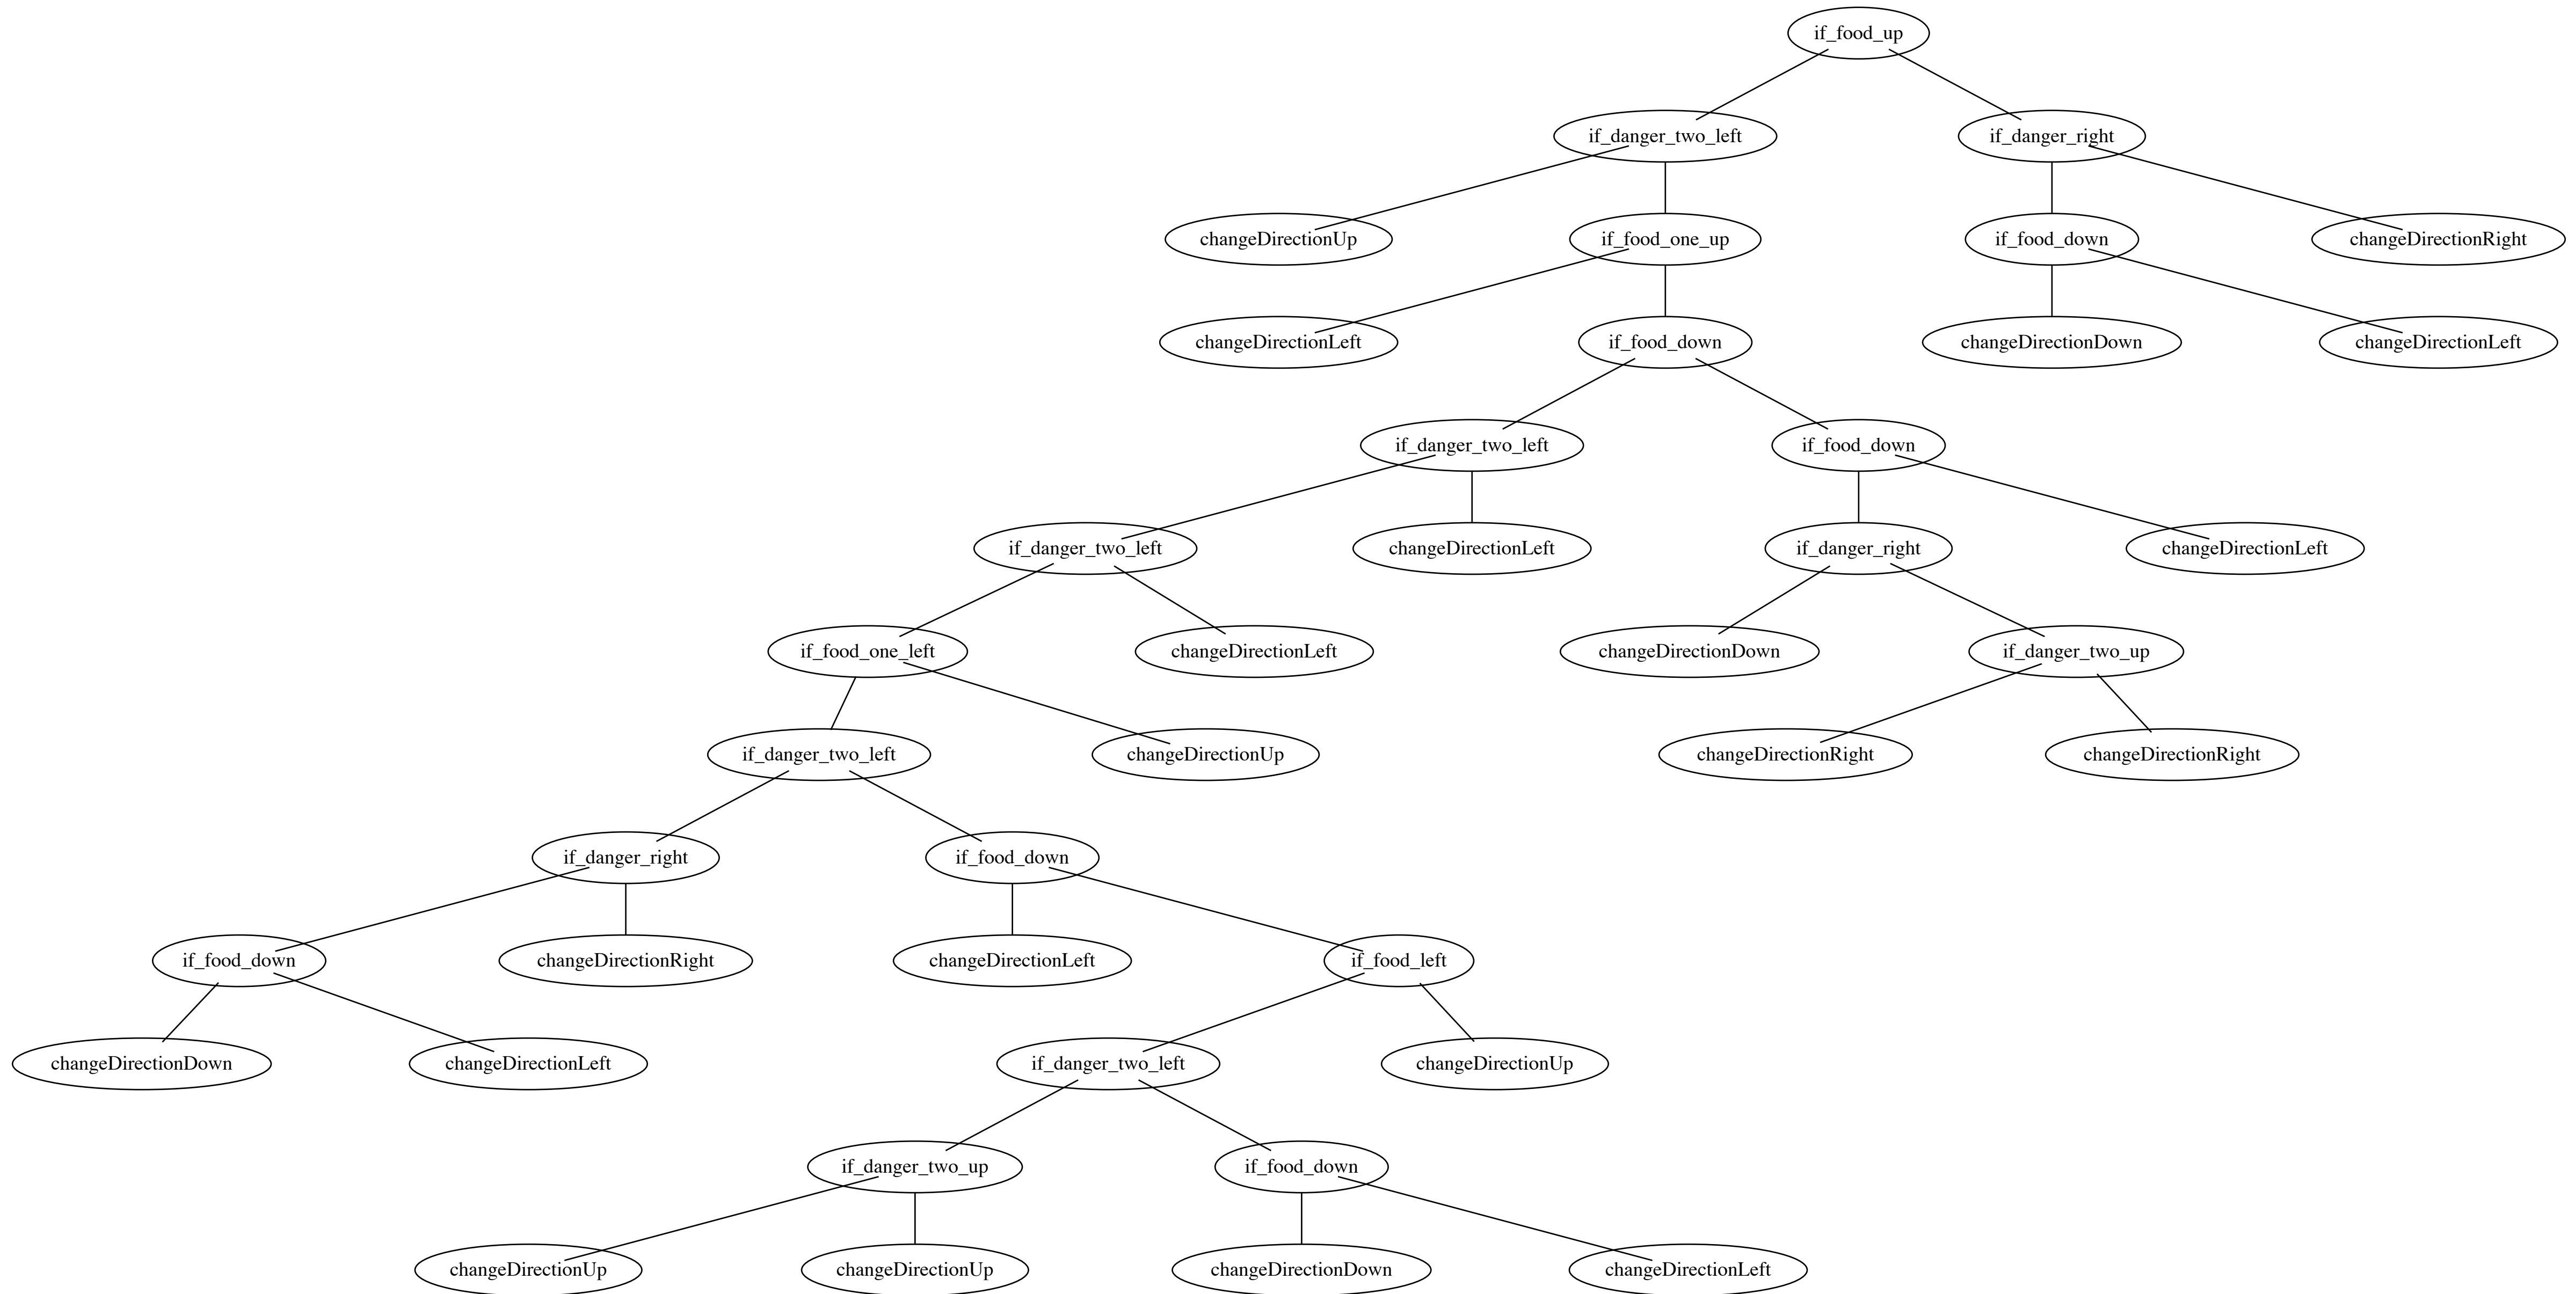 if_food_up
if_danger_two_left
if_danger_right
changeDirectionUp
if_food_one_up
if_food_down
changeDirectionRight
changeDirectionLeft
if_food_down
changeDirectionDown
changeDirectionLeft
if_danger_two_left
if_food_down
if_danger_two_left
changeDirectionLeft
if_danger_right
changeDirectionLeft
if_food_one_left
changeDirectionLeft
changeDirectionDown
if_danger_two_up
if_danger_two_left
changeDirectionUp
changeDirectionRight
changeDirectionRight
if_danger_right
if_food_down
if_food_down
changeDirectionRight
changeDirectionLeft
if_food_left
changeDirectionDown
changeDirectionLeft
if_danger_two_left
changeDirectionUp
if_danger_two_up
if_food_down
changeDirectionUp
changeDirectionUp
changeDirectionDown
changeDirectionLeft